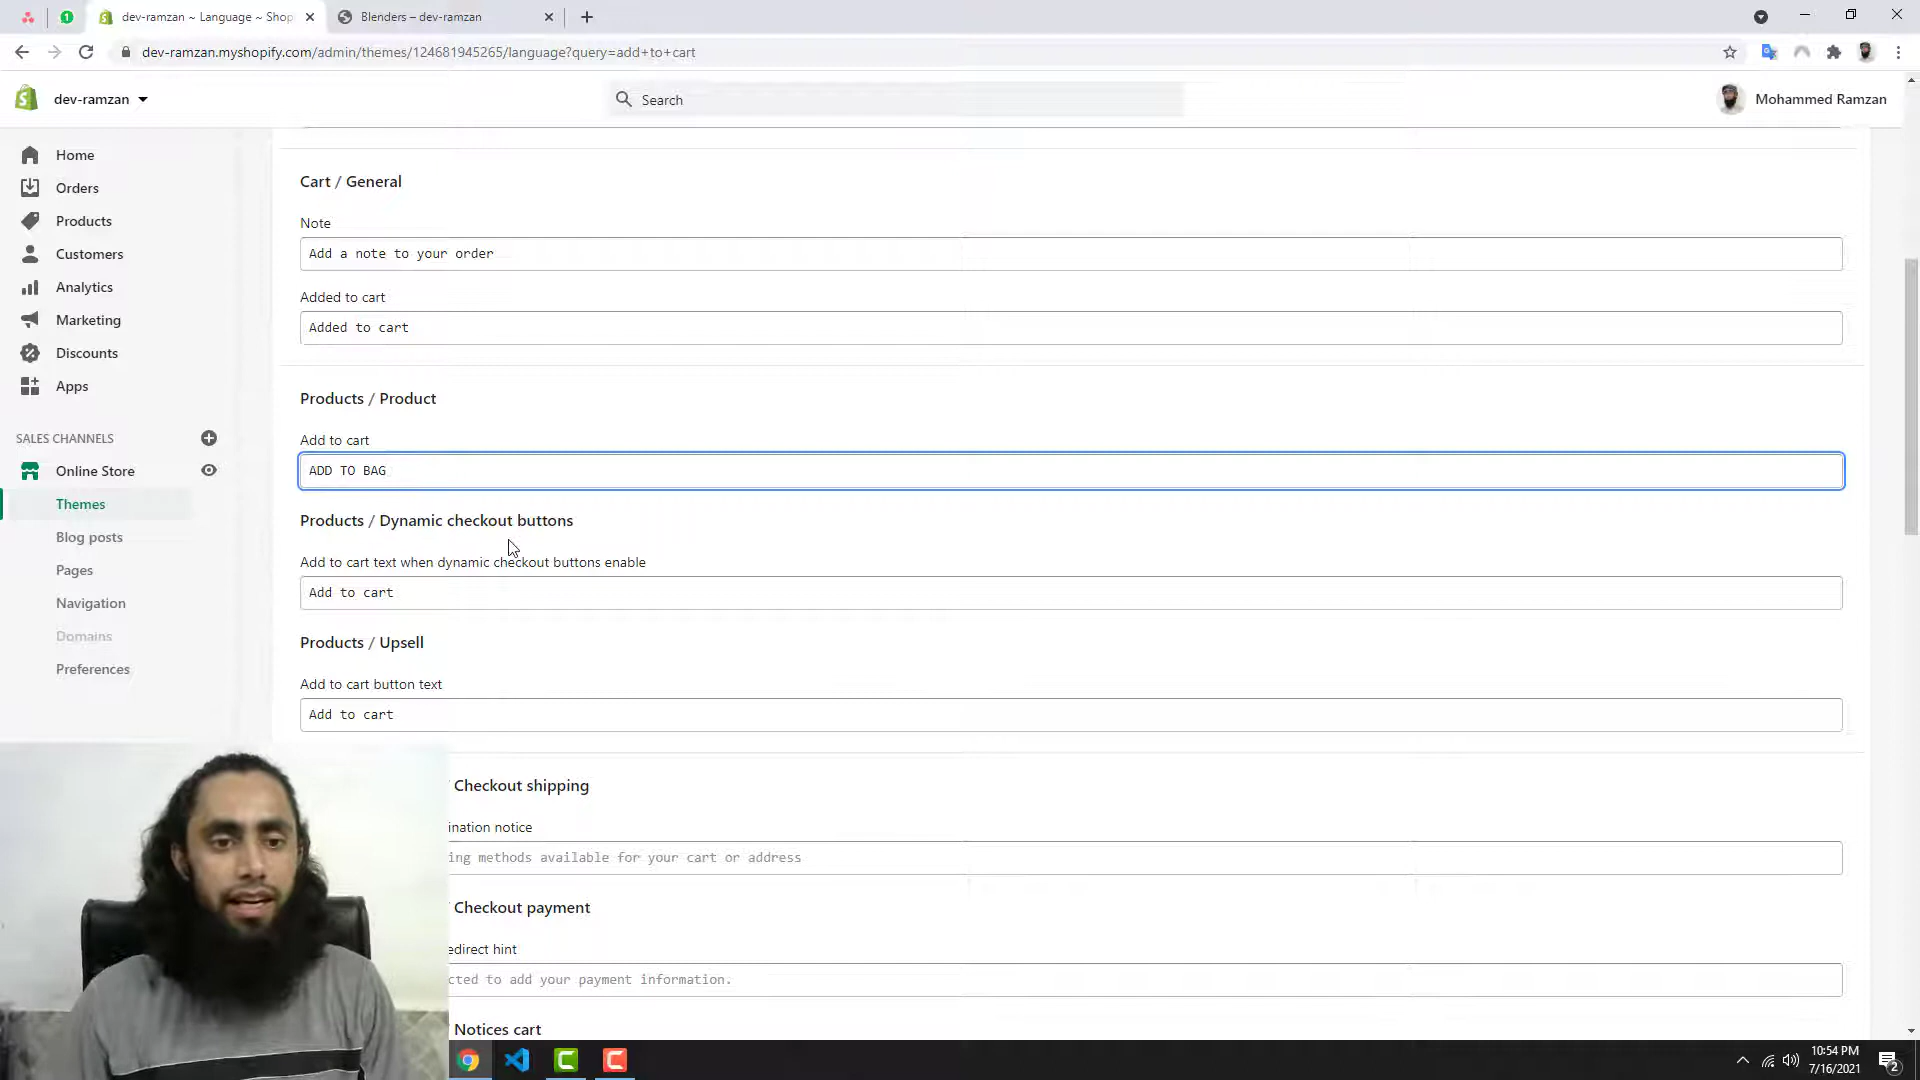 dev-ramzan ~ Language ~ Shop
Blenders – dev-ramzan
dev-ramzan.myshopify.com/admin/themes/124681945265/language?query=add+to+cart
dev-ramzan
Search
Mohammed Ramzan
Home
Orders
Products
Customers
Analytics
Marketing
Discounts
Apps
SALES CHANNELS
Online Store
Themes
Blog posts
Pages
Navigation
Domains
Preferences
Cart / General
Note
Add a note to your order
Added to cart
Added to cart
Products / Product
Add to cart
ADD TO BAG
Products / Dynamic checkout buttons
Add to cart text when dynamic checkout buttons enable
Add to cart
Products / Upsell
Add to cart button text
Add to cart
/ Checkout shipping
ination notice
ing methods available for your cart or address
/ Checkout payment
edirect hint
cted to add your payment information.
/ Notices cart
10:54 PM
7/16/2021
2